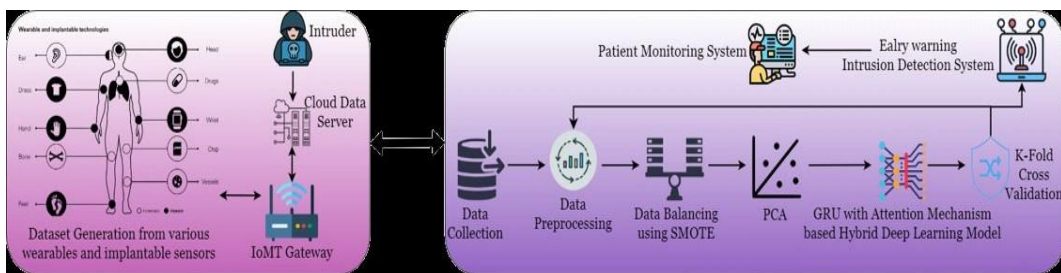 Wearable and implantable technologies
Ear
Head
Dress
Drugs
Hand
Wrist
Bone
Chip
Vessels
Feet
Dataset Generation from various
wearables and implantable sensors
Intruder
Cloud Data
Server
IoMT Gateway
Patient Monitoring System
Ealry warning
Intrusion Detection System
Data
Collection
Data
Preprocessing
Data Balancing
using SMOTE
PCA
GRU with Attention Mechanism
based Hybrid Deep Learning Model
K-Fold
Cross
Validation